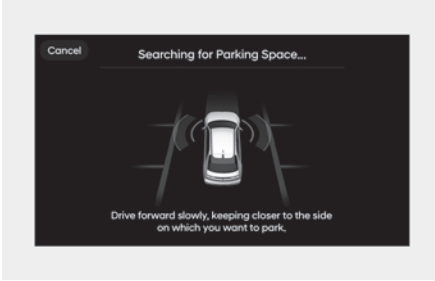 Cancel
Searching for Parking Space...
Drive forward slowly, keeping closer to the side
on which you want to park.